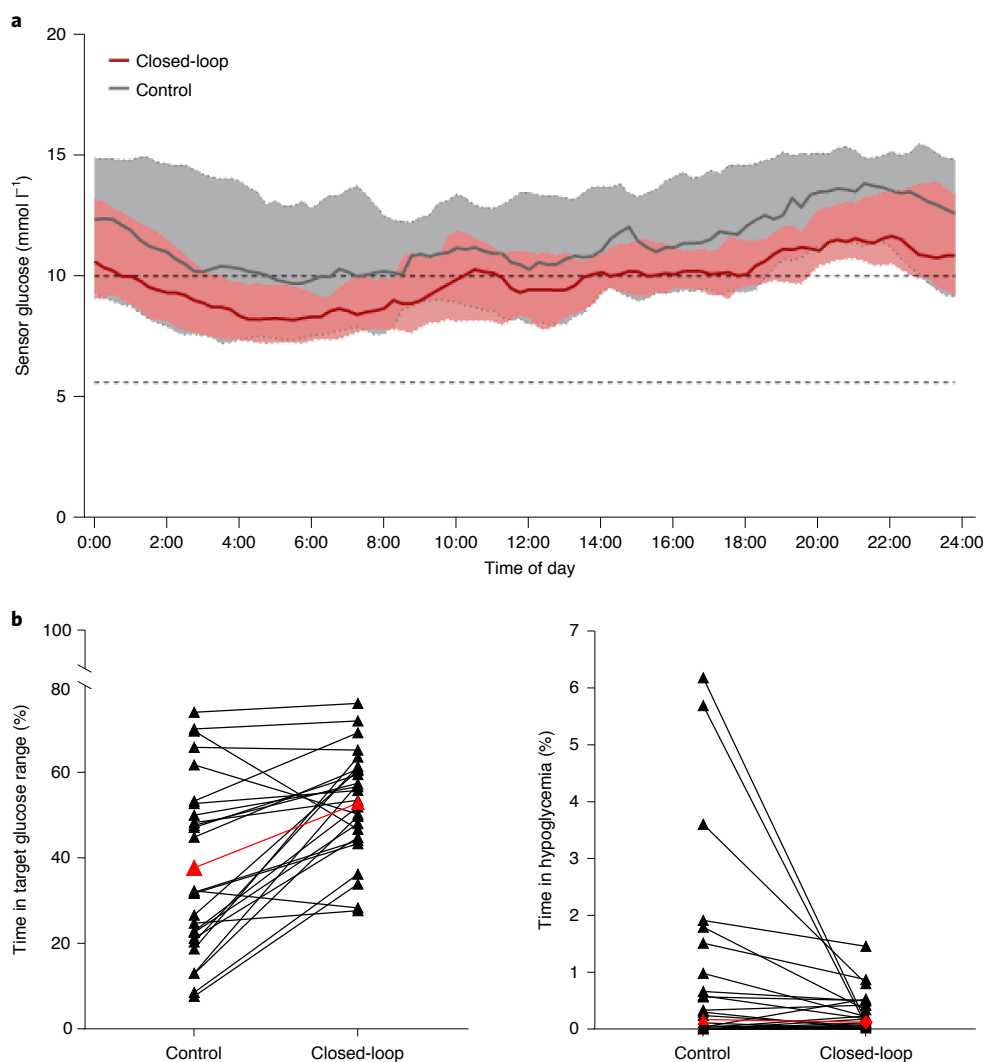 a
20
15
10
5
0
Sensor glucose (mmol l⁻¹)
Closed-loop
Control
0:00 2:00 4:00 6:00 8:00 10:00 12:00 14:00 16:00 18:00 20:00 22:00 24:00
Time of day
b
100
80
60
40
20
0
Time in target glucose range (%)
Control Closed-loop
7
6
5
4
3
2
1
0
Time in hypoglycemia (%)
Control Closed-loop